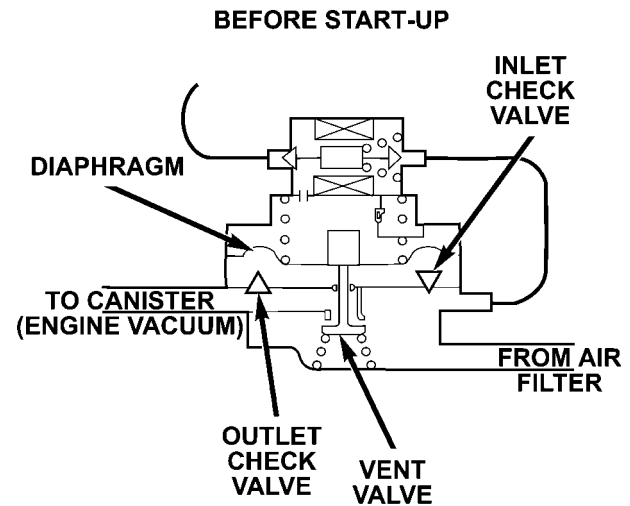 BEFORE START-UP
INLET
CHECK
VALVE
DIAPHRAGM
TO CANISTER
(ENGINE VACUUM)
FROM AIR
FILTER
OUTLET
CHECK
VALVE
VENT
VALVE